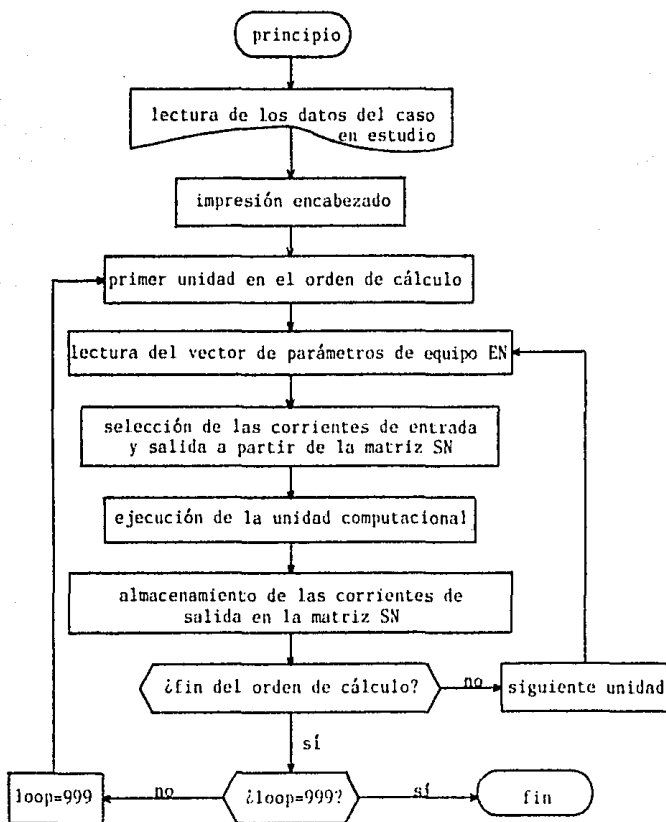 principio
lectura de los datos del caso
en estudio
impresión encabezado
primer unidad en el orden de cálculo
lectura del vector de parámetros de equipo EN
selección de las corrientes de entrada
y salida a partir de la matriz SN
ejecución de la unidad computacional
almacenamiento de las corrientes de
salida en la matriz SN
¿fin del orden de cálculo?
no
siguiente unidad
sí
loop=999
no
¿loop=999?
sí
fin